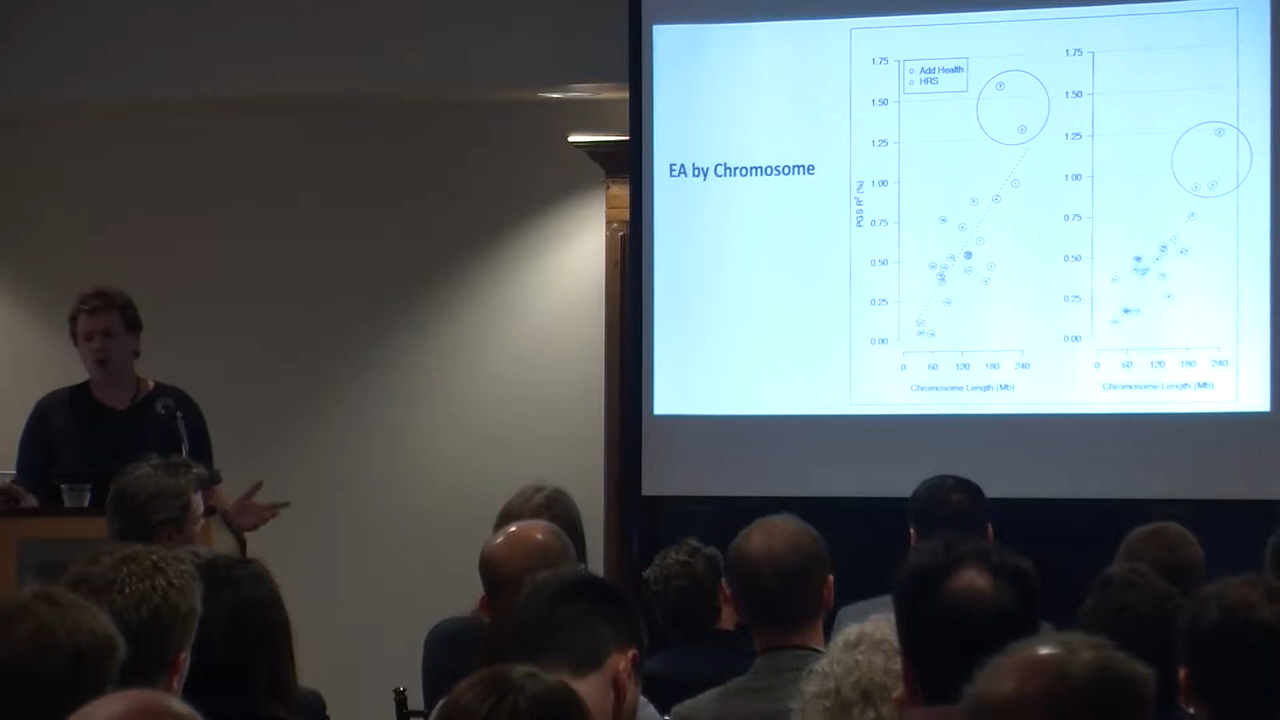 EA by Chromosome
Add Health
HRS
PGS R² (%)
1.75
1.50
1.25
1.00
0.75
0.50
0.25
0.00
0 60 120 180 240
Chromosome Length (Mb)
1.75
1.50
1.25
1.00
0.75
0.50
0.25
0.00
0 60 120 180 240
Chromosome Length (Mb)